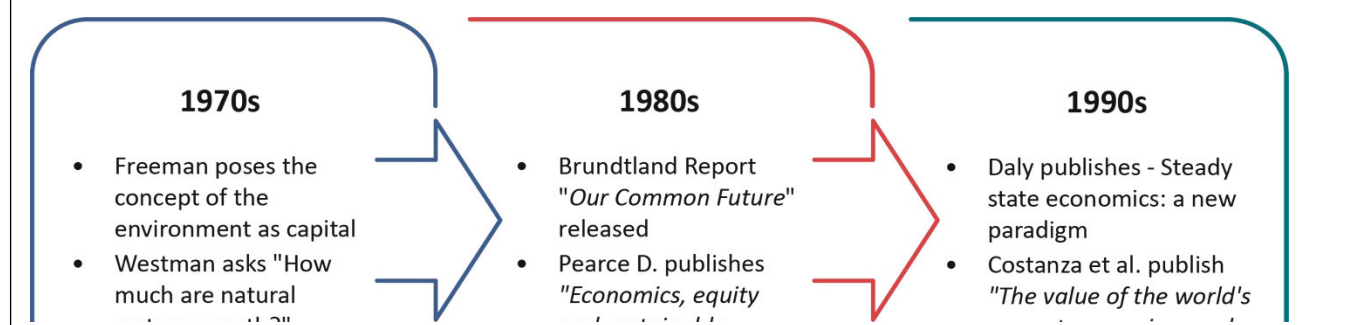 1970s
• Freeman poses the
concept of the
environment as capital
• Westman asks "How
much are natural
1980s
• Brundtland Report
"Our Common Future"
released
• Pearce D. publishes
"Economics, equity
1990s
• Daly publishes - Steady
state economics: a new
paradigm
• Costanza et al. publish
"The value of the world's